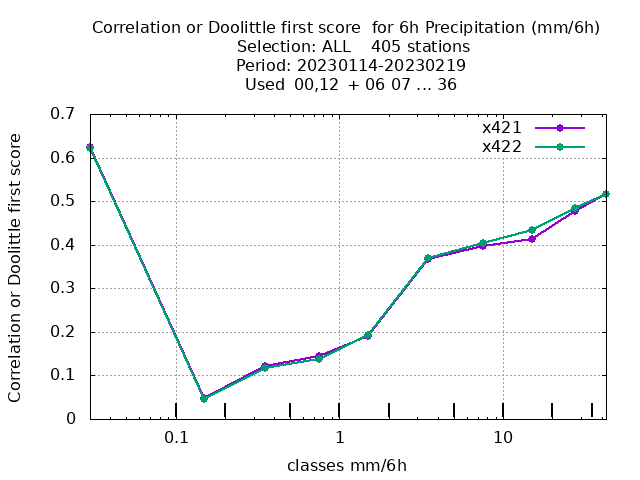 Correlation or Doolittle first score  for 6h Precipitation (mm/6h)
Selection: ALL    405 stations
Period: 20230114-20230219
Used  00,12  + 06 07 ... 36
0.7
x421
x422
0.6
0.5
0.4
0.3
0.2
0.1
0
Correlation or Doolittle first score
0.1
1
10
classes mm/6h